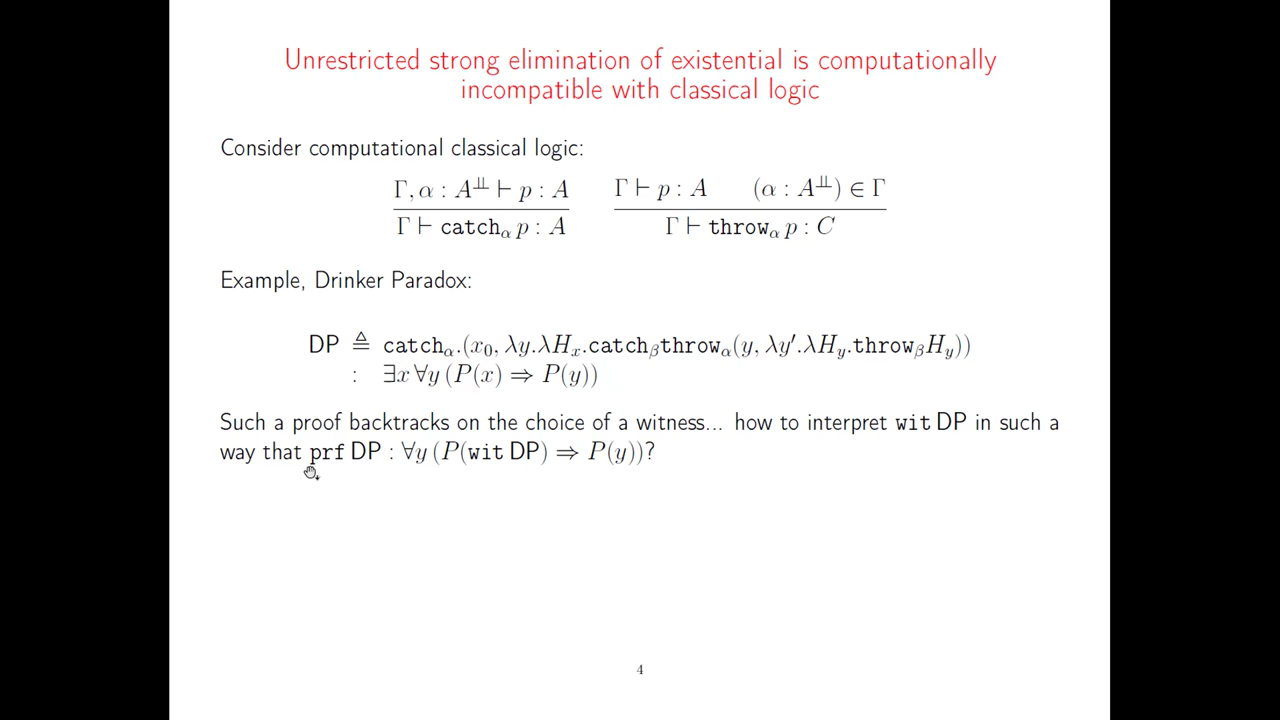 Unrestricted strong elimination of existential is computationally
incompatible with classical logic
Consider computational classical logic:
Γ, α : A^⫫ ⊢ p : A    Γ ⊢ p : A    (α : A^⫫) ∈ Γ
Γ ⊢ catch_α p : A    Γ ⊢ throw_α p : C
Example, Drinker Paradox:
DP ≜ catch_α.(x₀, λy.λH_x.catch_β throw_α(y, λy′.λH_y.throw_β H_y))
: ∃x ∀y (P(x) ⇒ P(y))
Such a proof backtracks on the choice of a witness... how to interpret wit DP in such a
way that prf DP : ∀y (P(wit DP) ⇒ P(y))?
4